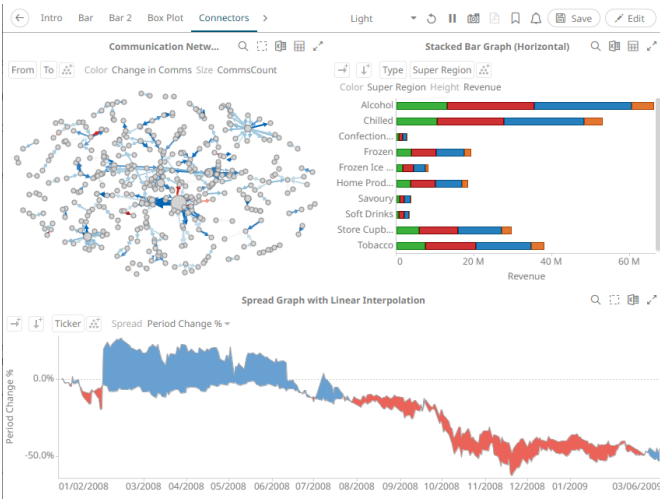 Intro Bar Bar 2 Box Plot Connectors Light Save Edit
Communication Netw...
From To Color Change in Comms Size CommsCount
Stacked Bar Graph (Horizontal)
Type Super Region
Color Super Region Height Revenue
Alcohol
Chilled
Confection...
Frozen
Frozen Ice ...
Home Prod...
Savoury
Soft Drinks
Store Cupb...
Tobacco
0 20 M 40 M 60 M
Revenue
Spread Graph with Linear Interpolation
Ticker Spread Period Change %
Period Change %
0.0%
-50.0%
01/02/2008 03/2008 04/2008 05/2008 06/2008 07/2008 08/2008 09/2008 10/2008 11/2008 12/2008 01/2009 03/06/2009